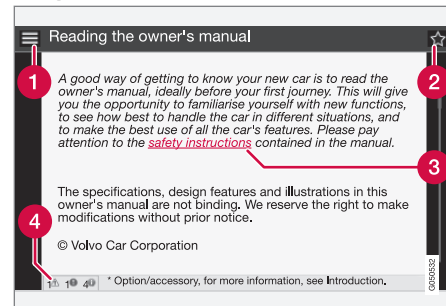 Reading the owner's manual
1
2
A good way of getting to know your new car is to read the
owner's manual, ideally before your first journey. This will give
you the opportunity to familiarise yourself with new functions,
to see how best to handle the car in different situations, and
to make the best use of all the car's features. Please pay
attention to the safety instructions contained in the manual.
3
The specifications, design features and illustrations in this
owner's manual are not binding. We reserve the right to make
modifications without prior notice.
4
© Volvo Car Corporation
1 1 4 * Option/accessory, for more information, see Introduction.
G050532